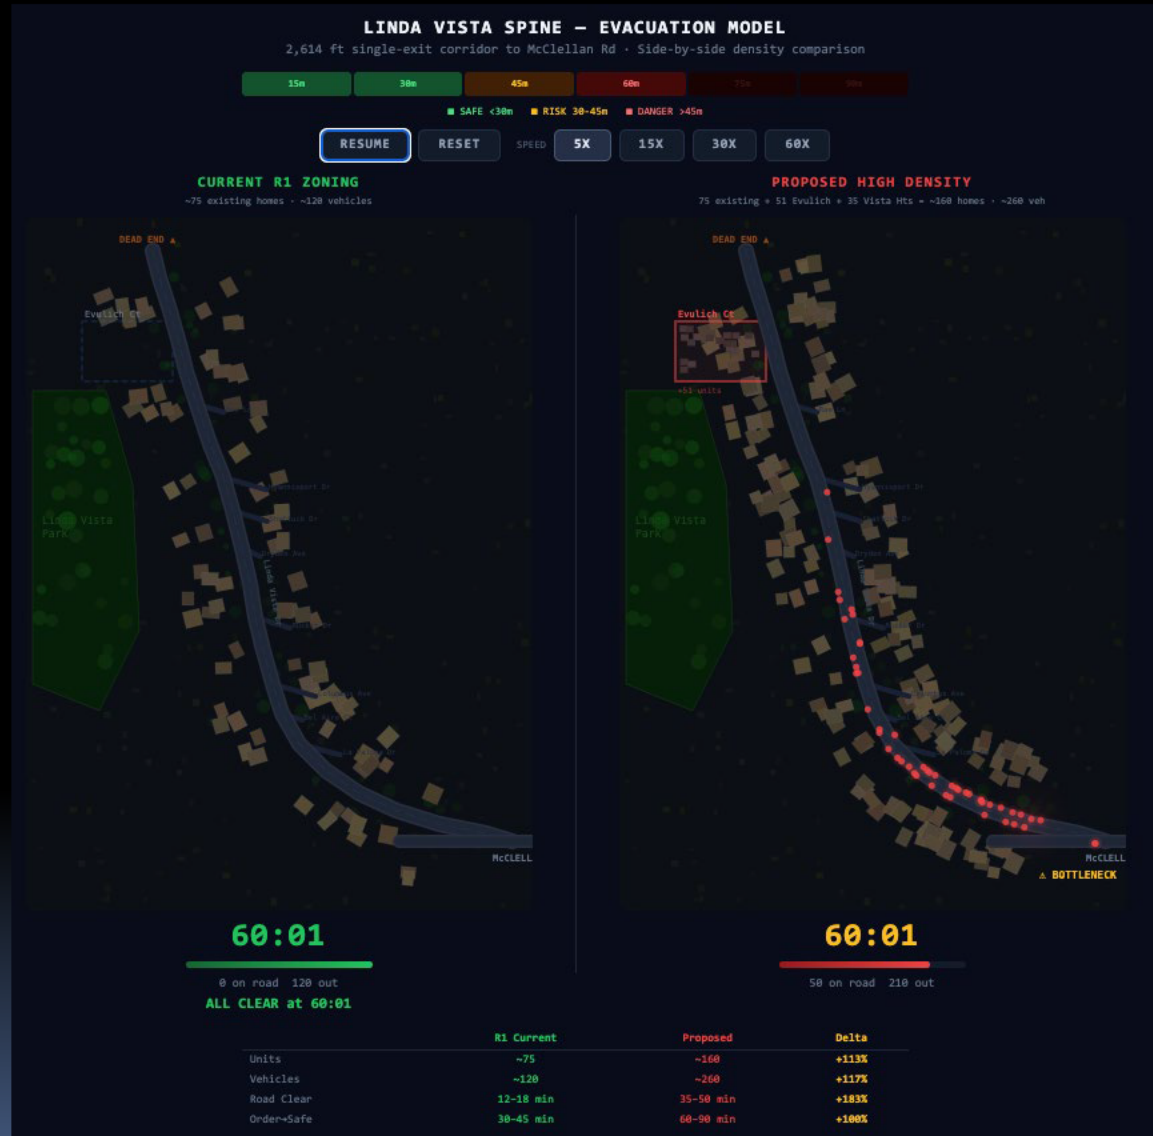 LINDA VISTA SPINE — EVACUATION MODEL
2,614 ft single-exit corridor to McClellan Rd · Side-by-side density comparison
15m 30m 45m 60m 75m 90m
SAFE <30m RISK 30-45m DANGER >45m
RESUME RESET SPEED 5X 15X 30X 60X
CURRENT R1 ZONING
~75 existing homes · ~120 vehicles
DEAD END ▲
Evulich Ct
Linda Vista
Park
Linda Vista
McCLELL
60:01
0 on road 120 out
ALL CLEAR at 60:01
PROPOSED HIGH DENSITY
75 existing + 51 Evulich + 35 Vista Hts = ~160 homes · ~260 veh
DEAD END ▲
Evulich Ct
+51 units
Linda Vista
Park
McCLELL
⚠ BOTTLENECK
60:01
50 on road 210 out
R1 Current Proposed Delta
Units ~75 ~160 +113%
Vehicles ~120 ~260 +117%
Road Clear 12–18 min 35–50 min +183%
Order→Safe 30–45 min 60–90 min +100%